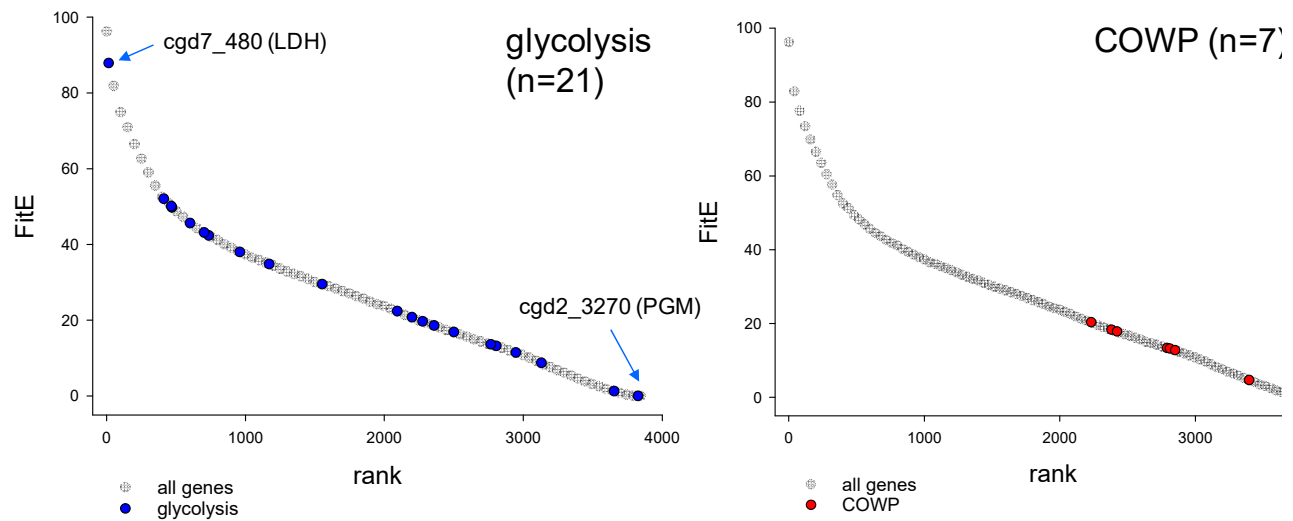 cgd7_480 (LDH)
glycolysis
(n=21)
100
80
60
40
20
0
FitE
cgd2_3270 (PGM)
0
1000
2000
3000
4000
rank
all genes
glycolysis
COWP (n=7)
100
80
60
40
20
0
FitE
0
1000
2000
3000
rank
all genes
COWP